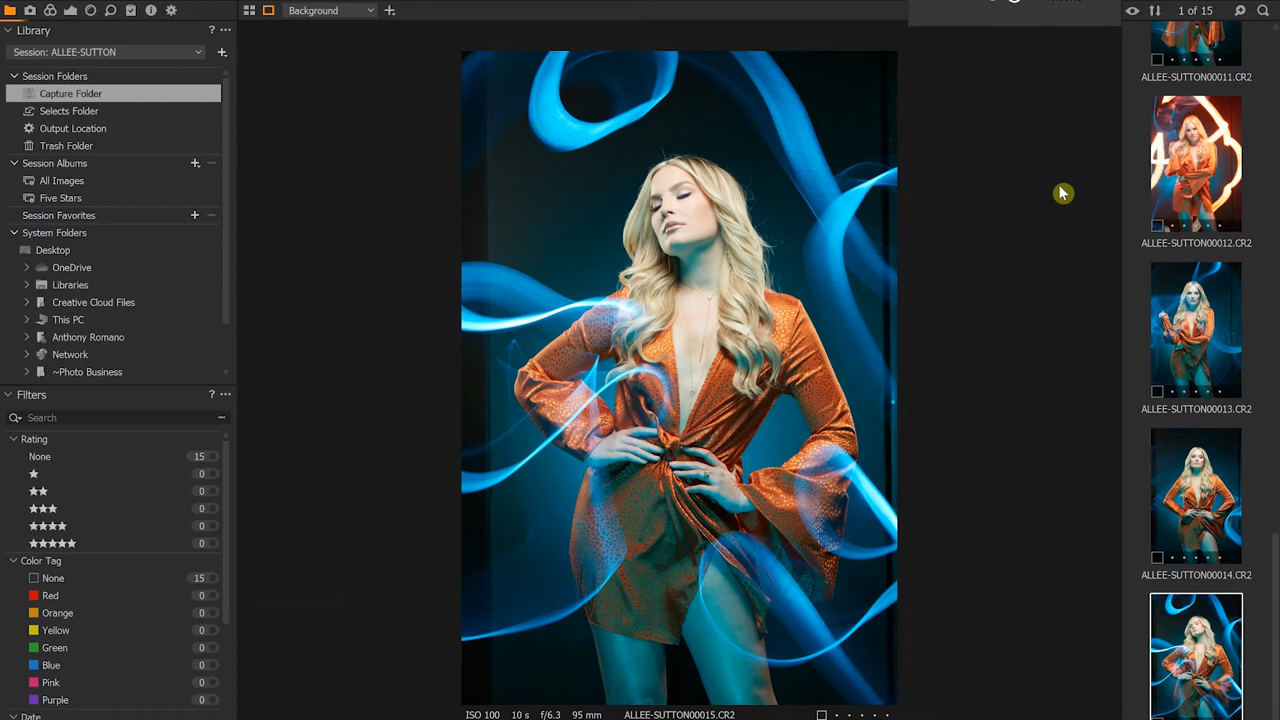 Background
1 of 15
Library
?
Session: ALLEE-SUTTON
Session Folders
Capture Folder
Selects Folder
Output Location
Trash Folder
Session Albums
All Images
Five Stars
Session Favorites
System Folders
Desktop
OneDrive
Libraries
Creative Cloud Files
This PC
Anthony Romano
Network
~Photo Business
Filters
?
Search
Rating
None 15
0
0
0
0
0
Color Tag
None 15
Red 0
Orange 0
Yellow 0
Green 0
Blue 0
Pink 0
Purple 0
Date
ISO 100 10 s f/6.3 95 mm ALLEE-SUTTON00015.CR2
ALLEE-SUTTON00011.CR2
ALLEE-SUTTON00012.CR2
ALLEE-SUTTON00013.CR2
ALLEE-SUTTON00014.CR2